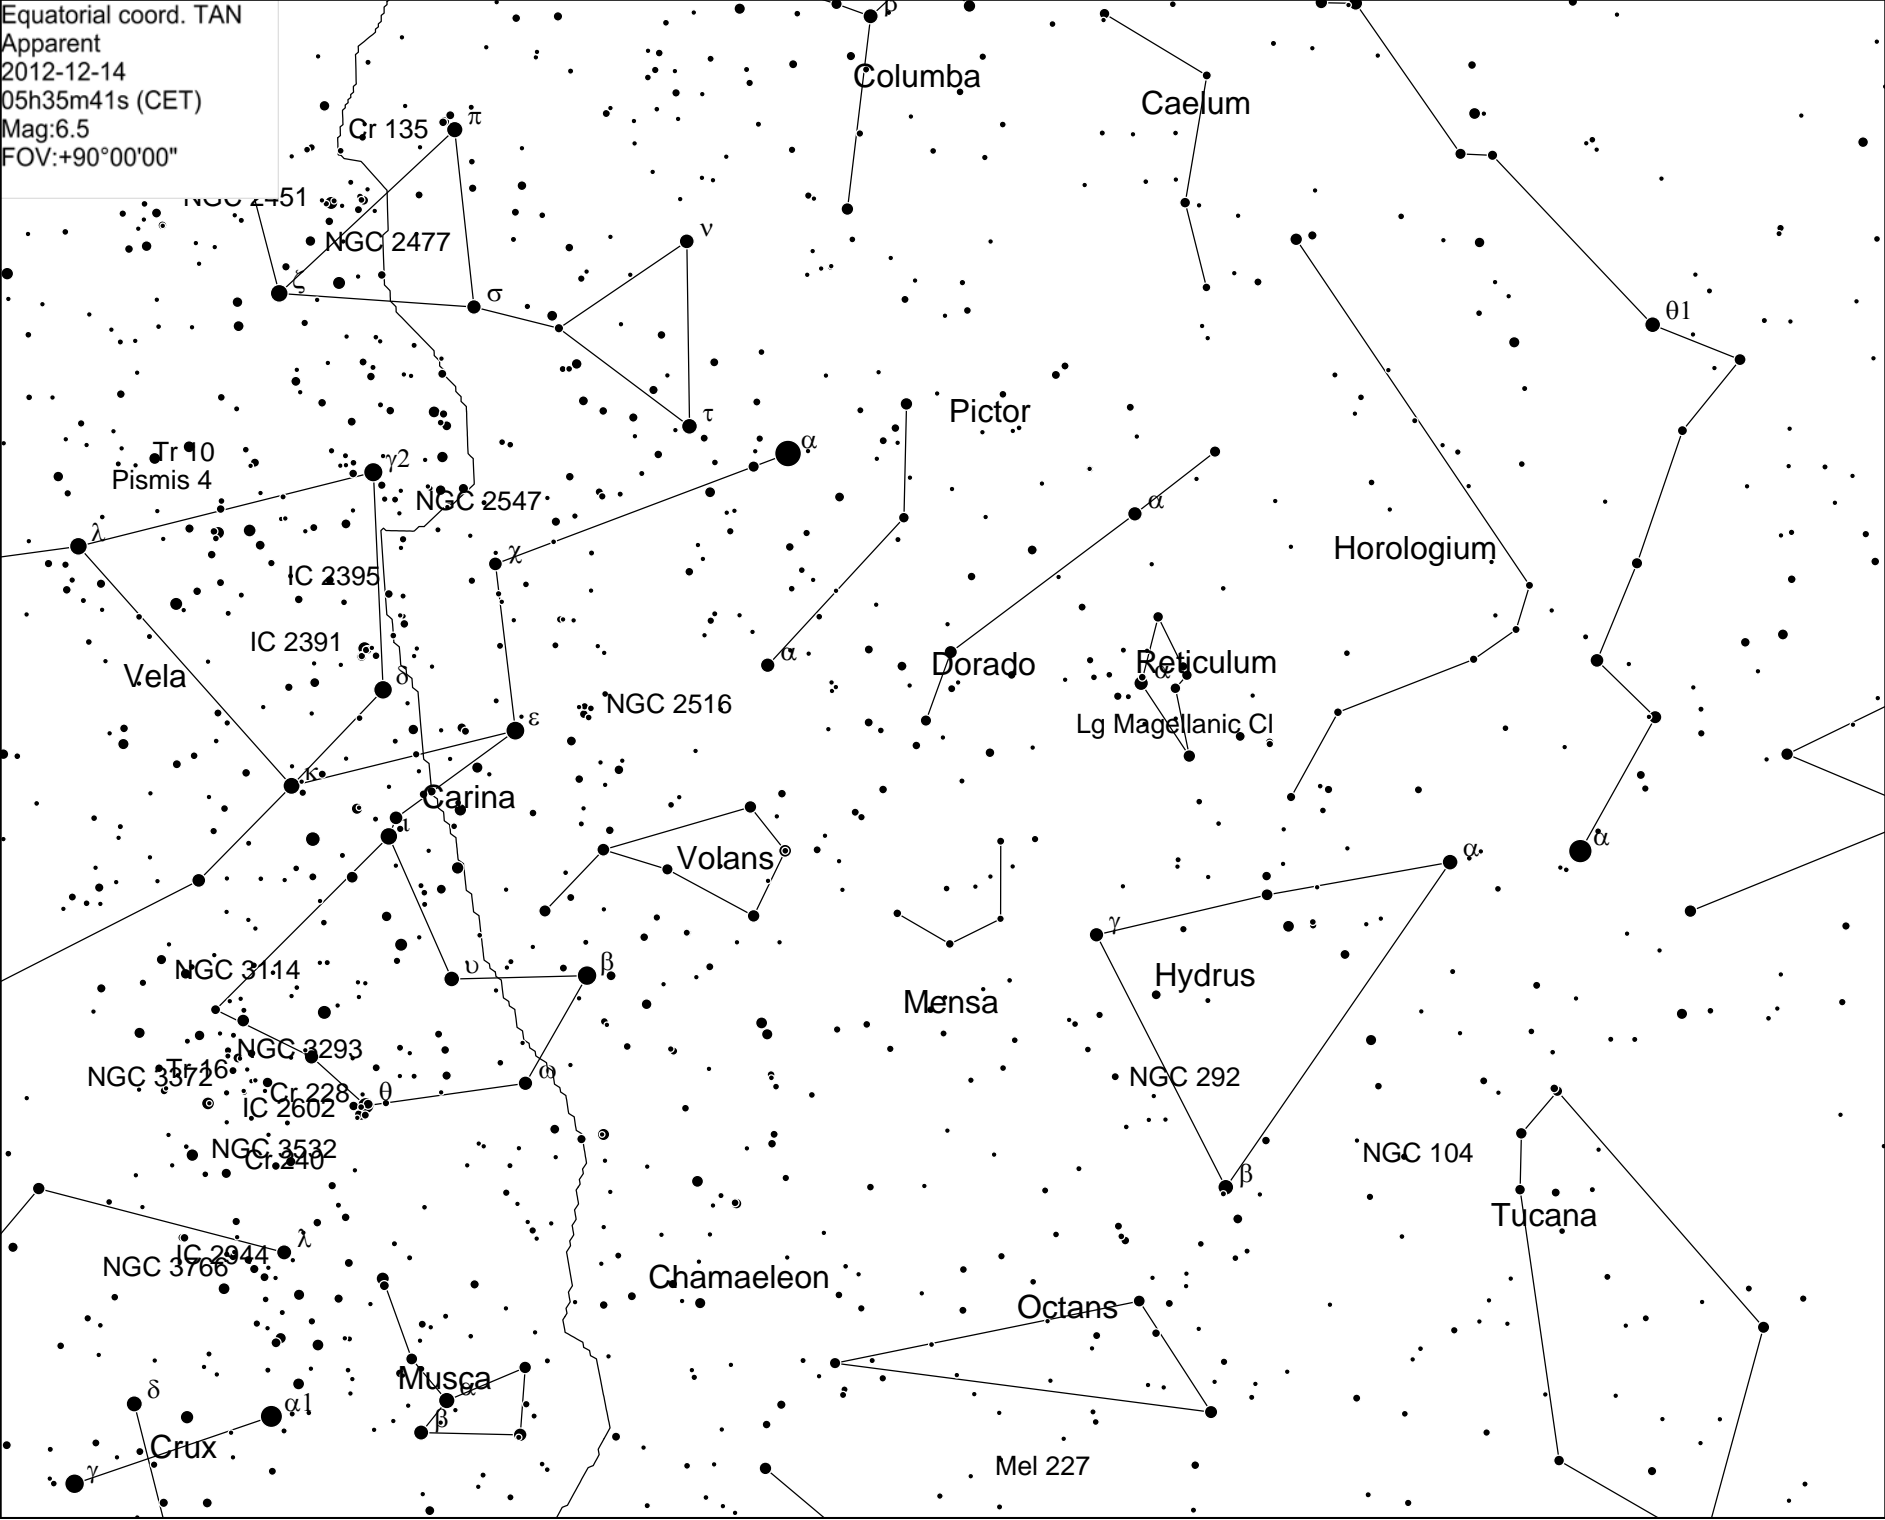 Equatorial coord. TAN
Apparent
2012-12-14
05h35m41s (CET)
Mag:6.5
FOV:+90°00'00"
Columba
Caelum
π
Cr 135
NGC 2451
ν
NGC 2477
ζ
σ
θ1
τ
Pictor
α
Tr 10
γ2
Pismis 4
NGC 2547
α
λ
χ
Horologium
IC 2395
IC 2391
α
Dorado
Reticulum
α
Vela
δ
NGC 2516
ε
Lg Magellanic Cl
κ
Carina
ι
α
Volans
α
γ
υ
β
NGC 3114
Hydrus
Mensa
NGC 3293
Tr 16
NGC 3372
ω
NGC 292
Cr 228
θ
IC 2602
NGC 3532
Cr 240
NGC 104
β
Tucana
λ
IC 2944
NGC 3766
Chamaeleon
Octans
Musca
α
δ
α1
β
Crux
γ
Mel 227